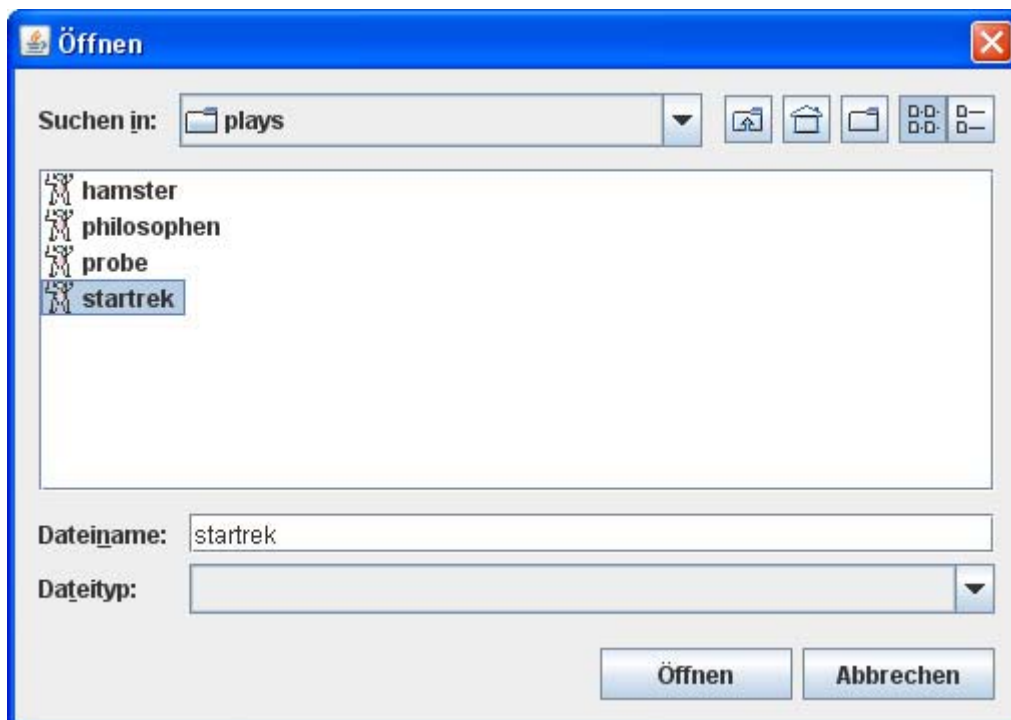 Öffnen
Suchen in: plays
hamster
philosophen
probe
startrek
Dateiname: startrek
Dateityp:
Öffnen Abbrechen